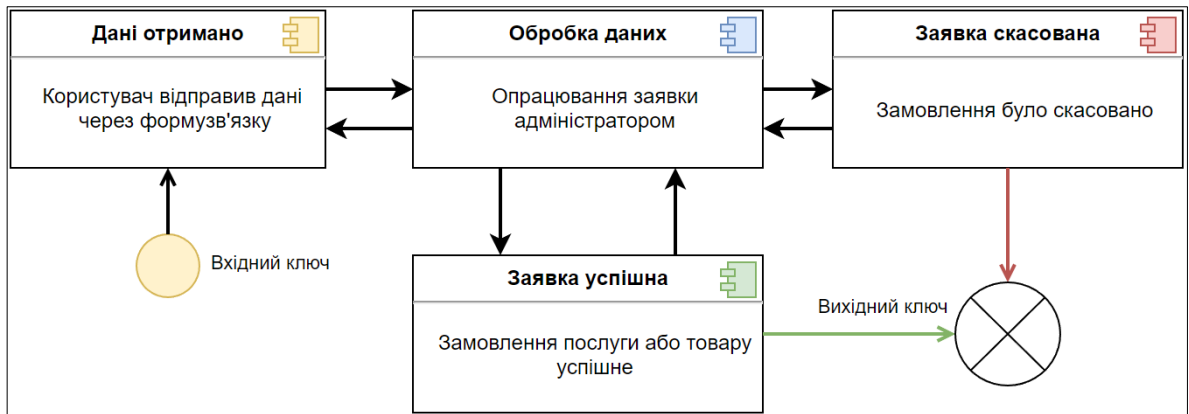 Дані отримано
Користувач відправив дані
через формузв'язку
Обробка даних
Опрацювання заявки
адміністратором
Заявка скасована
Замовлення було скасовано
Вхідний ключ
Заявка успішна
Замовлення послуги або товару
успішне
Вихідний ключ